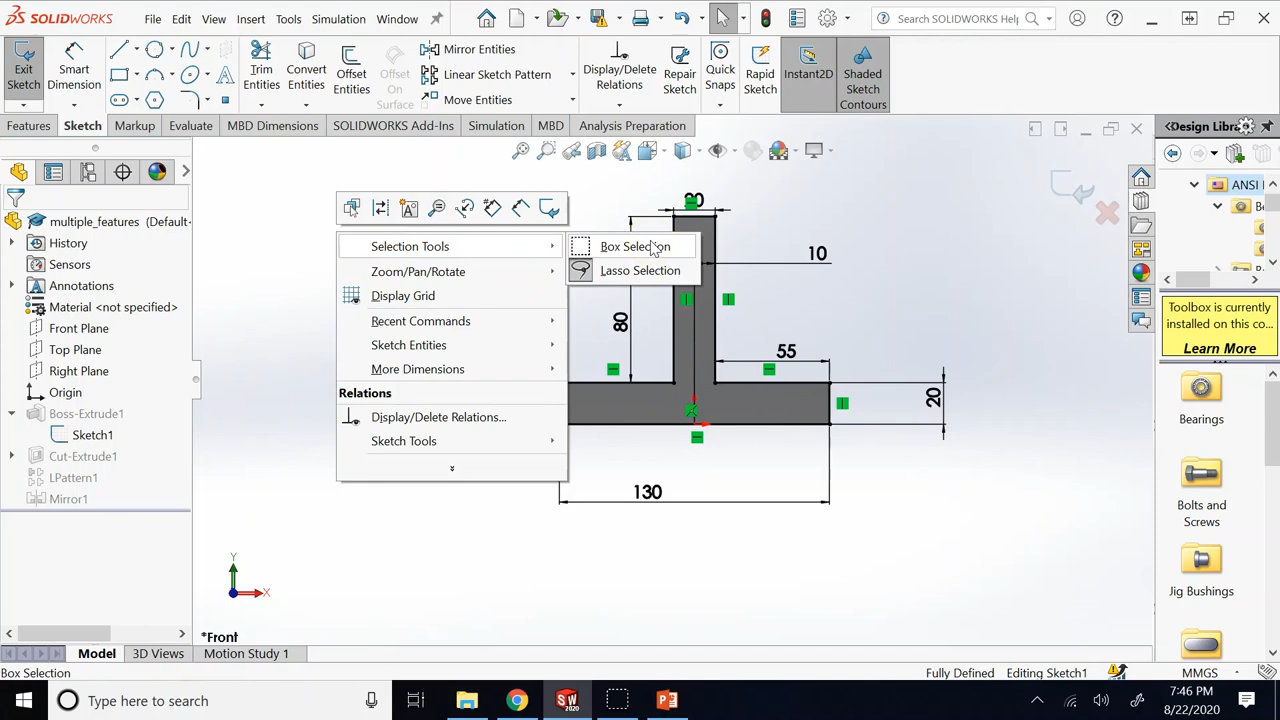 SOLIDWORKS File Edit View Insert Tools Simulation Window Search SOLIDWORKS Help
Exit Sketch
Smart Dimension
Trim Entities
Convert Entities
Offset Entities
Offset On Surface
Mirror Entities
Linear Sketch Pattern
Move Entities
Display/Delete Relations
Repair Sketch
Quick Snaps
Rapid Sketch
Instant2D
Shaded Sketch Contours
Features Sketch Markup Evaluate MBD Dimensions SOLIDWORKS Add-Ins Simulation MBD Analysis Preparation
Design Libra
multiple_features (Default‹
History
Sensors
Annotations
Material <not specified>
Front Plane
Top Plane
Right Plane
Origin
Boss-Extrude1
Sketch1
Cut-Extrude1
LPattern1
Mirror1
Selection Tools
Zoom/Pan/Rotate
Display Grid
Recent Commands
Sketch Entities
More Dimensions
Relations
Display/Delete Relations...
Sketch Tools
Box Selection
Lasso Selection
10
80
55
20
130
Y
X
*Front
ANSI
Toolbox is currently
installed on this co...
Learn More
Bearings
Bolts and
Screws
Jig Bushings
Model 3D Views Motion Study 1
Box Selection Fully Defined Editing Sketch1 MMGS
Type here to search
SW
2020
7:46 PM
8/22/2020